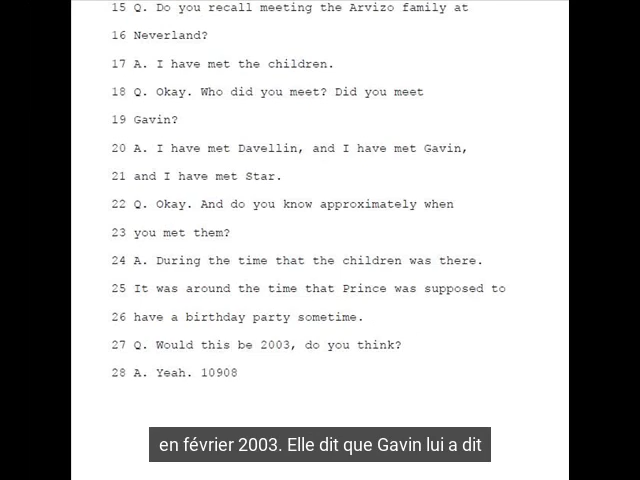 15 Q. Do you recall meeting the Arvizo family at
16 Neverland?
17 A. I have met the children.
18 Q. Okay. Who did you meet? Did you meet
19 Gavin?
20 A. I have met Davellin, and I have met Gavin,
21 and I have met Star.
22 Q. Okay. And do you know approximately when
23 you met them?
24 A. During the time that the children was there.
25 It was around the time that Prince was supposed to
26 have a birthday party sometime.
27 Q. Would this be 2003, do you think?
28 A. Yeah. 10908
en février 2003. Elle dit que Gavin lui a dit